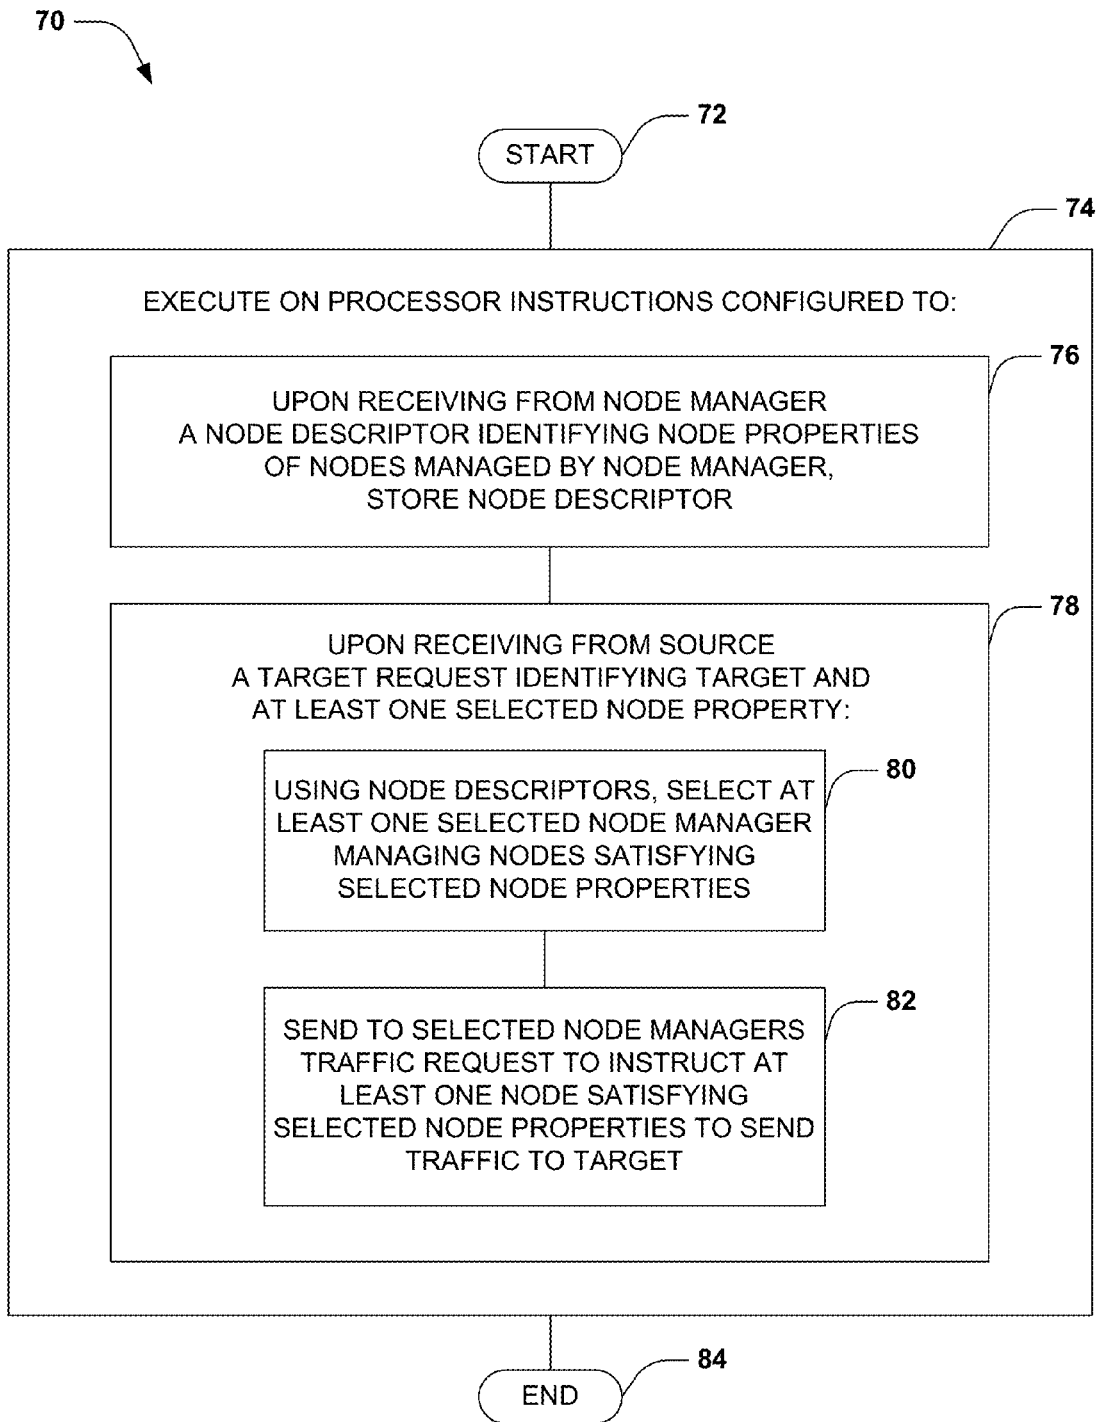 70
72
START
74
EXECUTE ON PROCESSOR INSTRUCTIONS CONFIGURED TO:
76
UPON RECEIVING FROM NODE MANAGER
A NODE DESCRIPTOR IDENTIFYING NODE PROPERTIES
OF NODES MANAGED BY NODE MANAGER,
STORE NODE DESCRIPTOR
78
UPON RECEIVING FROM SOURCE
A TARGET REQUEST IDENTIFYING TARGET AND
AT LEAST ONE SELECTED NODE PROPERTY:
80
USING NODE DESCRIPTORS, SELECT AT
LEAST ONE SELECTED NODE MANAGER
MANAGING NODES SATISFYING
SELECTED NODE PROPERTIES
82
SEND TO SELECTED NODE MANAGERS
TRAFFIC REQUEST TO INSTRUCT AT
LEAST ONE NODE SATISFYING
SELECTED NODE PROPERTIES TO SEND
TRAFFIC TO TARGET
84
END